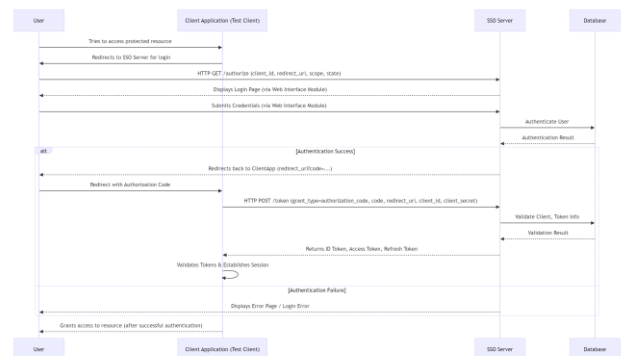 User
Client Application (Test Client)
SSO Server
Database
Tries to access protected resource
Redirects to SSO Server for login
HTTP GET /authorize (client_id, redirect_uri, scope, state)
Displays Login Page (via Web Interface Module)
Submits Credentials (via Web Interface Module)
Authenticate User
Authentication Result
alt
[Authentication Success]
Redirects back to ClientApp (redirect_uri?code=...)
Redirect with Authorization Code
HTTP POST /token (grant_type=authorization_code, code, redirect_uri, client_id, client_secret)
Validate Client, Token Info
Validation Result
Returns ID Token, Access Token, Refresh Token
Validates Tokens & Establishes Session
[Authentication Failure]
Displays Error Page / Login Error
Grants access to resource (after successful authentication)
User
Client Application (Test Client)
SSO Server
Database